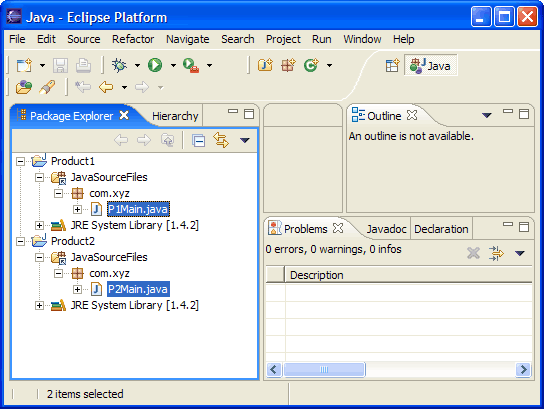 Java - Eclipse Platform
File Edit Source Refactor Navigate Search Project Run Window Help
Java
Package Explorer Hierarchy
Outline
An outline is not available.
Product1
JavaSourceFiles
com.xyz
P1Main.java
JRE System Library [1.4.2]
Product2
JavaSourceFiles
com.xyz
P2Main.java
JRE System Library [1.4.2]
Problems Javadoc Declaration
0 errors, 0 warnings, 0 infos
Description
2 items selected